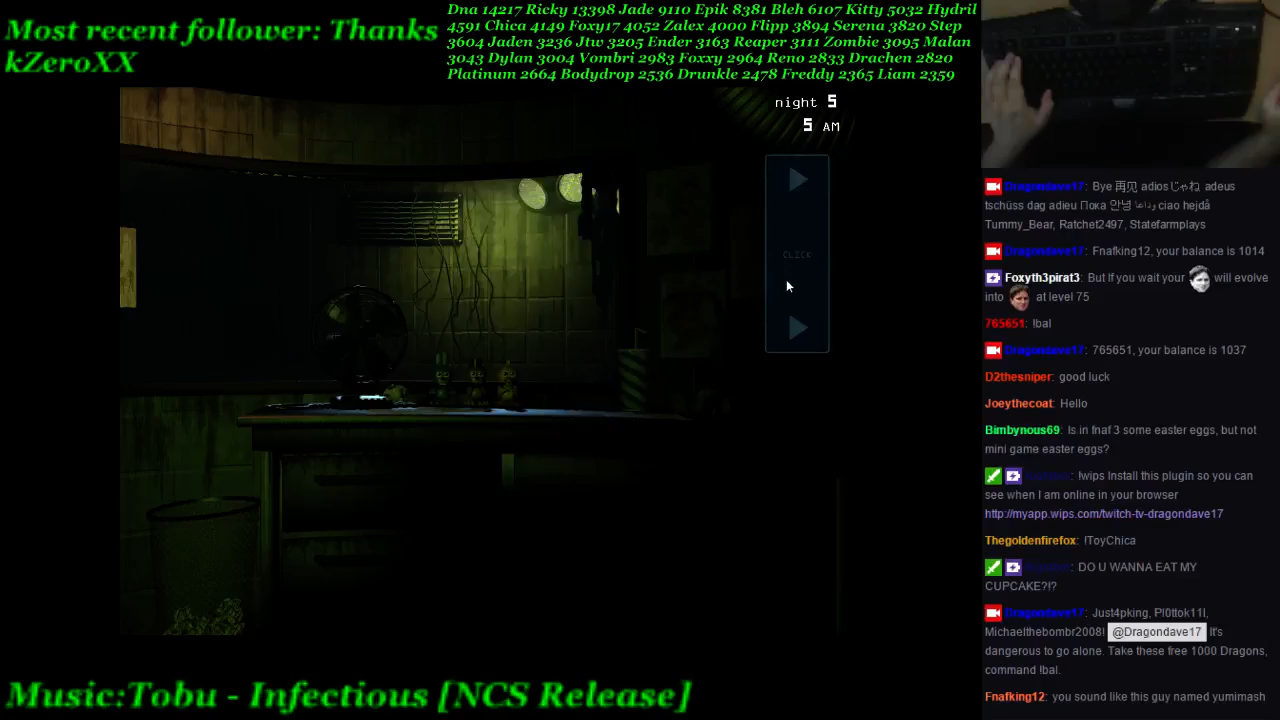 Most recent follower: Thanks
kZeroXX
Dna 14217 Ricky 13398 Jade 9110 Epik 8381 Bleh 6107 Kitty 5032 Hydril
4591 Chica 4149 Foxy17 4052 Zalex 4000 Flipp 3894 Serena 3820 Step
3604 Jaden 3236 Jtw 3205 Ender 3163 Reaper 3111 Zombie 3095 Malan
3043 Dylan 3004 Vombri 2983 Foxxy 2964 Reno 2833 Drachen 2820
Platinum 2664 Bodydrop 2536 Drunkle 2478 Freddy 2365 Liam 2359
night 5
5 AM
CLICK
Dragondave17: Bye 再见 adios じゃね adeus
tschüss dag adieu Пока 안녕 وداعا ciao hejdå
Tummy_Bear, Ratchet2497, Statefarmplays
Dragondave17: Fnafking12, your balance is 1014
Foxyth3pirat3: But If you wait your will evolve
into at level 75
765651: !bal
Dragondave17: 765651, your balance is 1037
D2thesniper: good luck
Joeythecoat: Hello
Bimbynous69: Is in fnaf 3 some easter eggs, but not
mini game easter eggs?
: !wips Install this plugin so you can
see when I am online in your browser
http://myapp.wips.com/twitch-tv-dragondave17
Thegoldenfirefox: !ToyChica
: DO U WANNA EAT MY
CUPCAKE?!?
Dragondave17: Just4pking, Pl0ttok11l,
Michaelthebombr2008! @Dragondave17 It's
dangerous to go alone. Take these free 1000 Dragons,
command !bal.
Fnafking12: you sound like this guy named yumimash
Music:Tobu - Infectious [NCS Release]